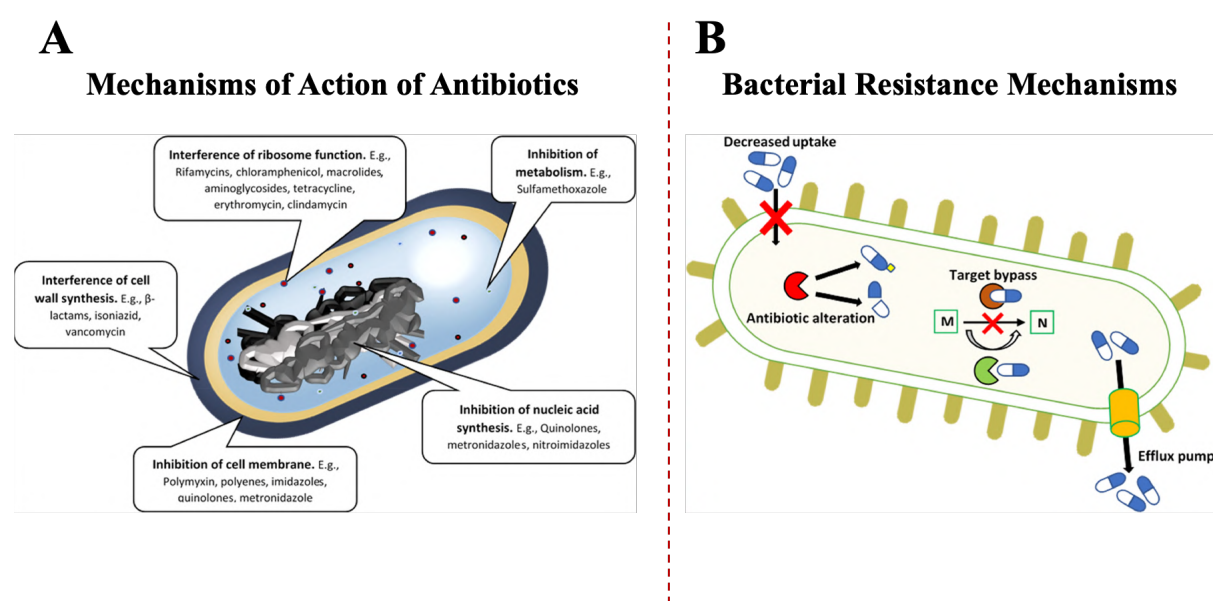 A
Mechanisms of Action of Antibiotics
Interference of ribosome function. E.g.,
Rifamycins, chloramphenicol, macrolides,
aminoglycosides, tetracycline,
erythromycin, clindamycin
Inhibition of
metabolism. E.g.,
Sulfamethoxazole
Interference of cell
wall synthesis. E.g., β-
lactams, isoniazid,
vancomycin
Inhibition of nucleic acid
synthesis. E.g., Quinolones,
metronidazoles, nitroimidazoles
Inhibition of cell membrane. E.g.,
Polymyxin, polyenes, imidazoles,
quinolones, metronidazole
B
Bacterial Resistance Mechanisms
Decreased uptake
Antibiotic alteration
Target bypass
M
N
Efflux pump